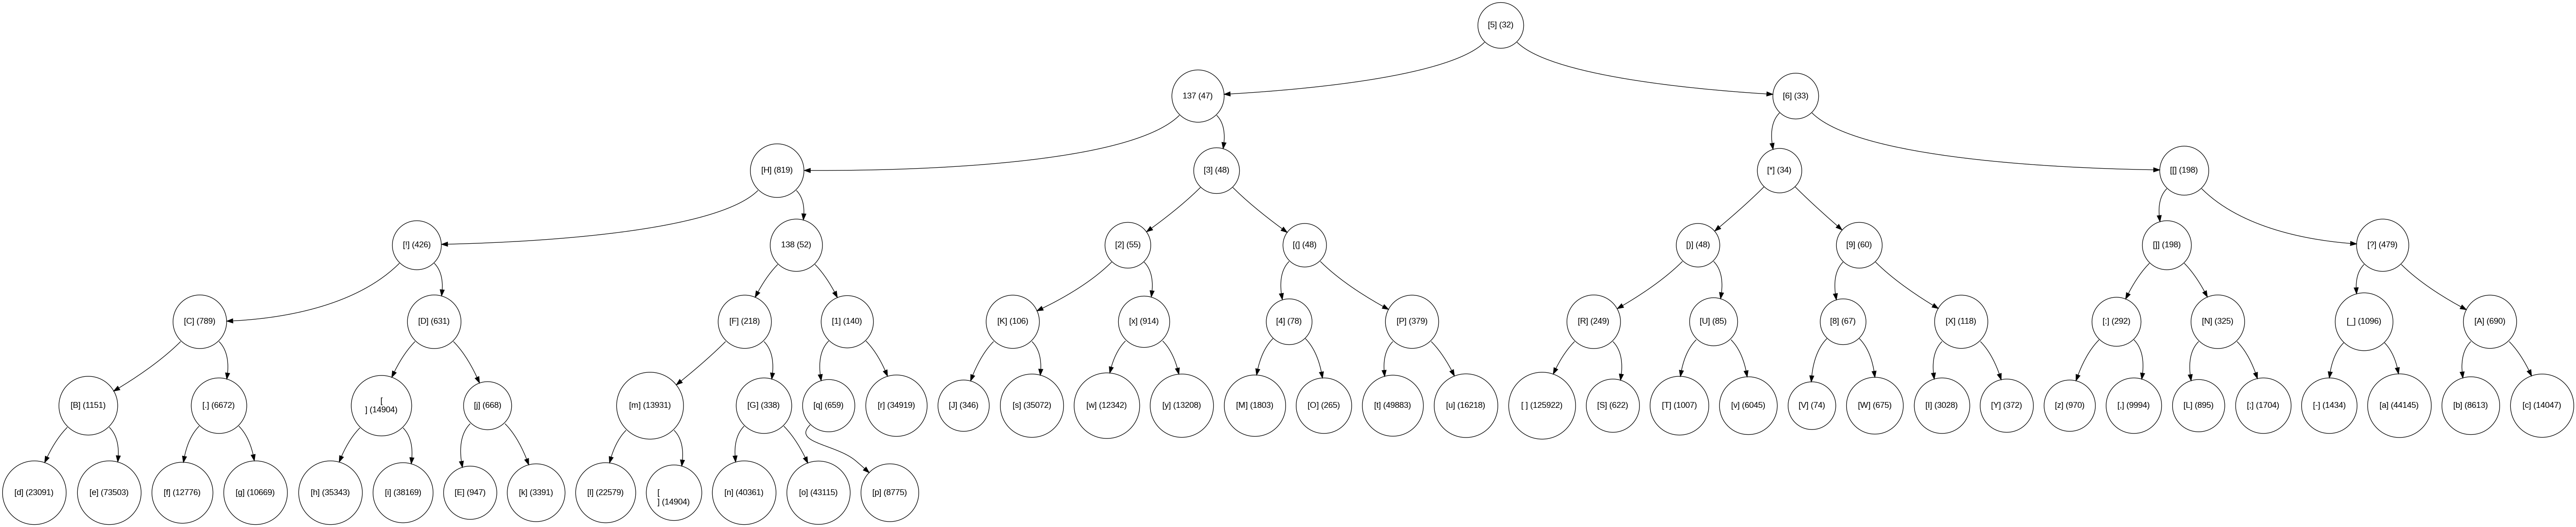 [5] (32)
137 (47)
[6] (33)
[H] (819)
[3] (48)
[*] (34)
[[] (198)
[!] (426)
138 (52)
[2] (55)
[(] (48)
[)] (48)
[9] (60)
[]] (198)
[?] (479)
[C] (789)
[D] (631)
[F] (218)
[1] (140)
[K] (106)
[x] (914)
[4] (78)
[P] (379)
[R] (249)
[U] (85)
[8] (67)
[X] (118)
[:] (292)
[N] (325)
[_] (1096)
[A] (690)
[B] (1151)
[.] (6672)
[
] (14904)
[j] (668)
[m] (13931)
[G] (338)
[q] (659)
[r] (34919)
[J] (346)
[s] (35072)
[w] (12342)
[y] (13208)
[M] (1803)
[O] (265)
[t] (49883)
[u] (16218)
[ ] (125922)
[S] (622)
[T] (1007)
[v] (6045)
[V] (74)
[W] (675)
[I] (3028)
[Y] (372)
[z] (970)
[,] (9994)
[L] (895)
[;] (1704)
[-] (1434)
[a] (44145)
[b] (8613)
[c] (14047)
[d] (23091)
[e] (73503)
[f] (12776)
[g] (10669)
[h] (35343)
[i] (38169)
[E] (947)
[k] (3391)
[l] (22579)
[
] (14904)
[n] (40361)
[o] (43115)
[p] (8775)